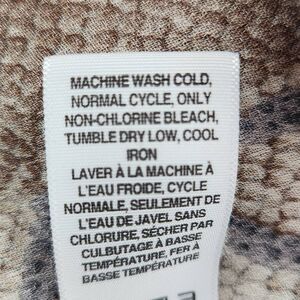 MACHINE WASH COLD,
NORMAL CYCLE, ONLY
NON-CHLORINE BLEACH,
TUMBLE DRY LOW, COOL
IRON
LAVER À LA MACHINE À
L'EAU FROIDE, CYCLE
NORMALE, SEULEMENT DE
L'EAU DE JAVEL SANS
CHLORURE, SÉCHER PAR
CULBUTAGE À BASSE
TEMPÉRATURE, FER À
BASSE TEMPÉRATURE